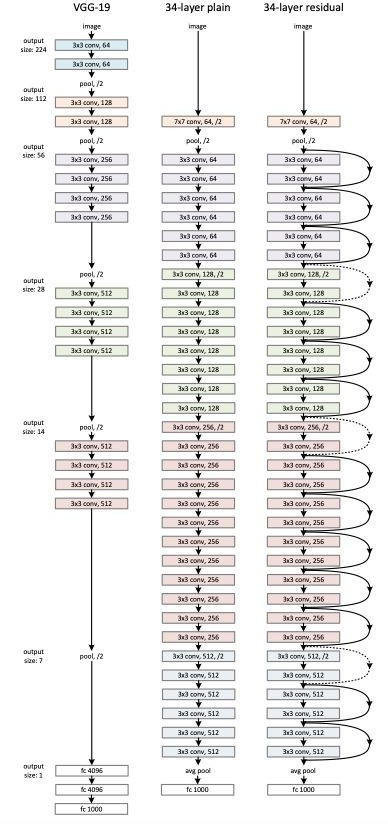 VGG-19
image
output
size: 224
3x3 conv, 64
3x3 conv, 64
pool, /2
output
size: 112
3x3 conv, 128
3x3 conv, 128
pool, /2
output
size: 56
3x3 conv, 256
3x3 conv, 256
3x3 conv, 256
3x3 conv, 256
pool, /2
output
size: 28
3x3 conv, 512
3x3 conv, 512
3x3 conv, 512
3x3 conv, 512
pool, /2
output
size: 14
3x3 conv, 512
3x3 conv, 512
3x3 conv, 512
3x3 conv, 512
output
size: 7
pool, /2
output
size: 1
fc 4096
fc 4096
fc 1000
34-layer plain
image
7x7 conv, 64, /2
pool, /2
3x3 conv, 64
3x3 conv, 64
3x3 conv, 64
3x3 conv, 64
3x3 conv, 64
3x3 conv, 64
3x3 conv, 128, /2
3x3 conv, 128
3x3 conv, 128
3x3 conv, 128
3x3 conv, 128
3x3 conv, 128
3x3 conv, 128
3x3 conv, 128
3x3 conv, 256, /2
3x3 conv, 256
3x3 conv, 256
3x3 conv, 256
3x3 conv, 256
3x3 conv, 256
3x3 conv, 256
3x3 conv, 256
3x3 conv, 256
3x3 conv, 256
3x3 conv, 256
3x3 conv, 256
3x3 conv, 512, /2
3x3 conv, 512
3x3 conv, 512
3x3 conv, 512
3x3 conv, 512
3x3 conv, 512
avg pool
fc 1000
34-layer residual
image
7x7 conv, 64, /2
pool, /2
3x3 conv, 64
3x3 conv, 64
3x3 conv, 64
3x3 conv, 64
3x3 conv, 64
3x3 conv, 64
3x3 conv, 128, /2
3x3 conv, 128
3x3 conv, 128
3x3 conv, 128
3x3 conv, 128
3x3 conv, 128
3x3 conv, 128
3x3 conv, 128
3x3 conv, 256, /2
3x3 conv, 256
3x3 conv, 256
3x3 conv, 256
3x3 conv, 256
3x3 conv, 256
3x3 conv, 256
3x3 conv, 256
3x3 conv, 256
3x3 conv, 256
3x3 conv, 256
3x3 conv, 256
3x3 conv, 512, /2
3x3 conv, 512
3x3 conv, 512
3x3 conv, 512
3x3 conv, 512
3x3 conv, 512
avg pool
fc 1000